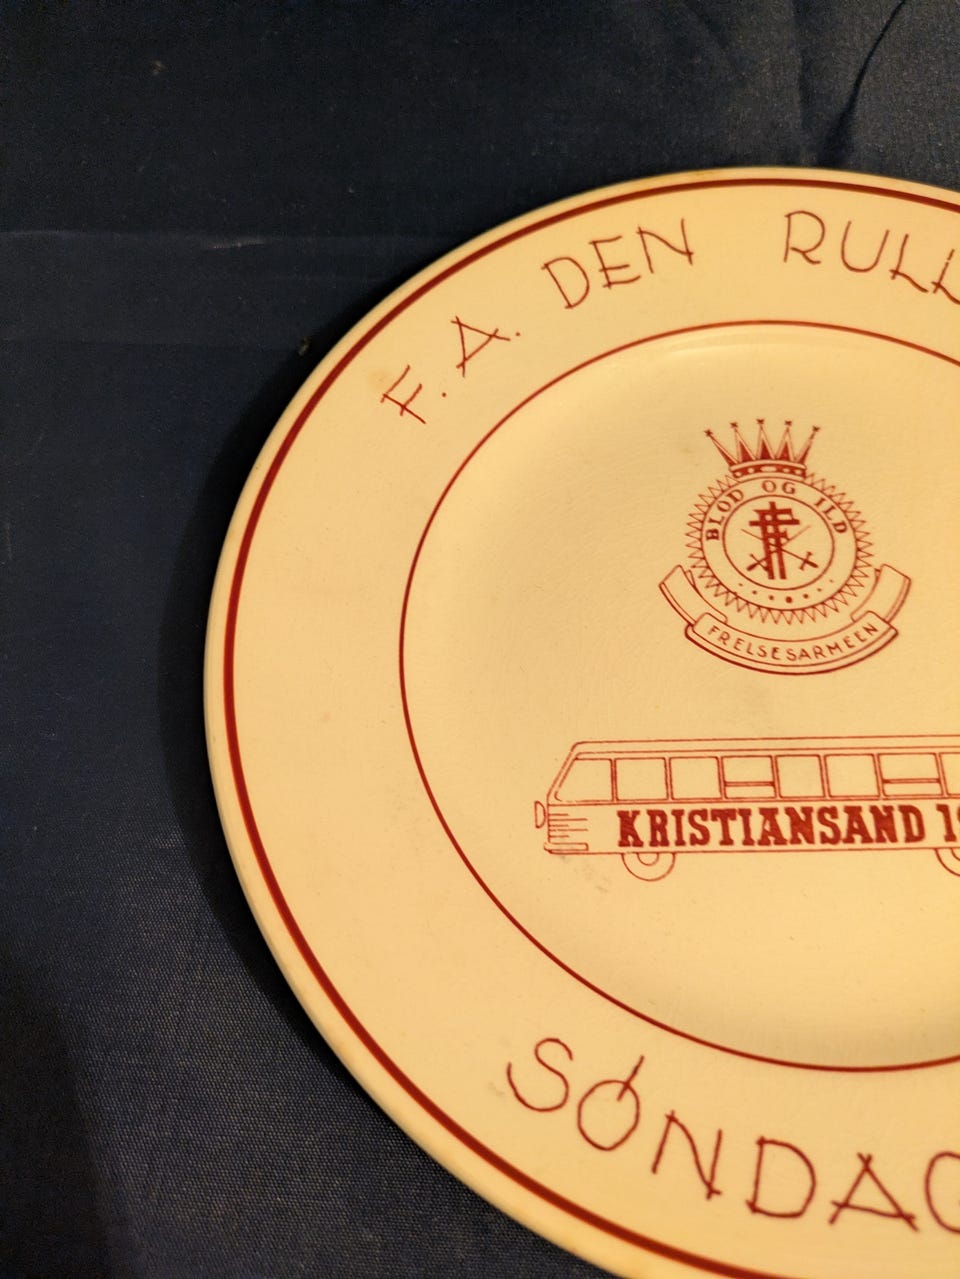 F. A. DEN RULL
BLOD OG ILD
FRELSESARMEEN
KRISTIANSAND 19
SØNDAG